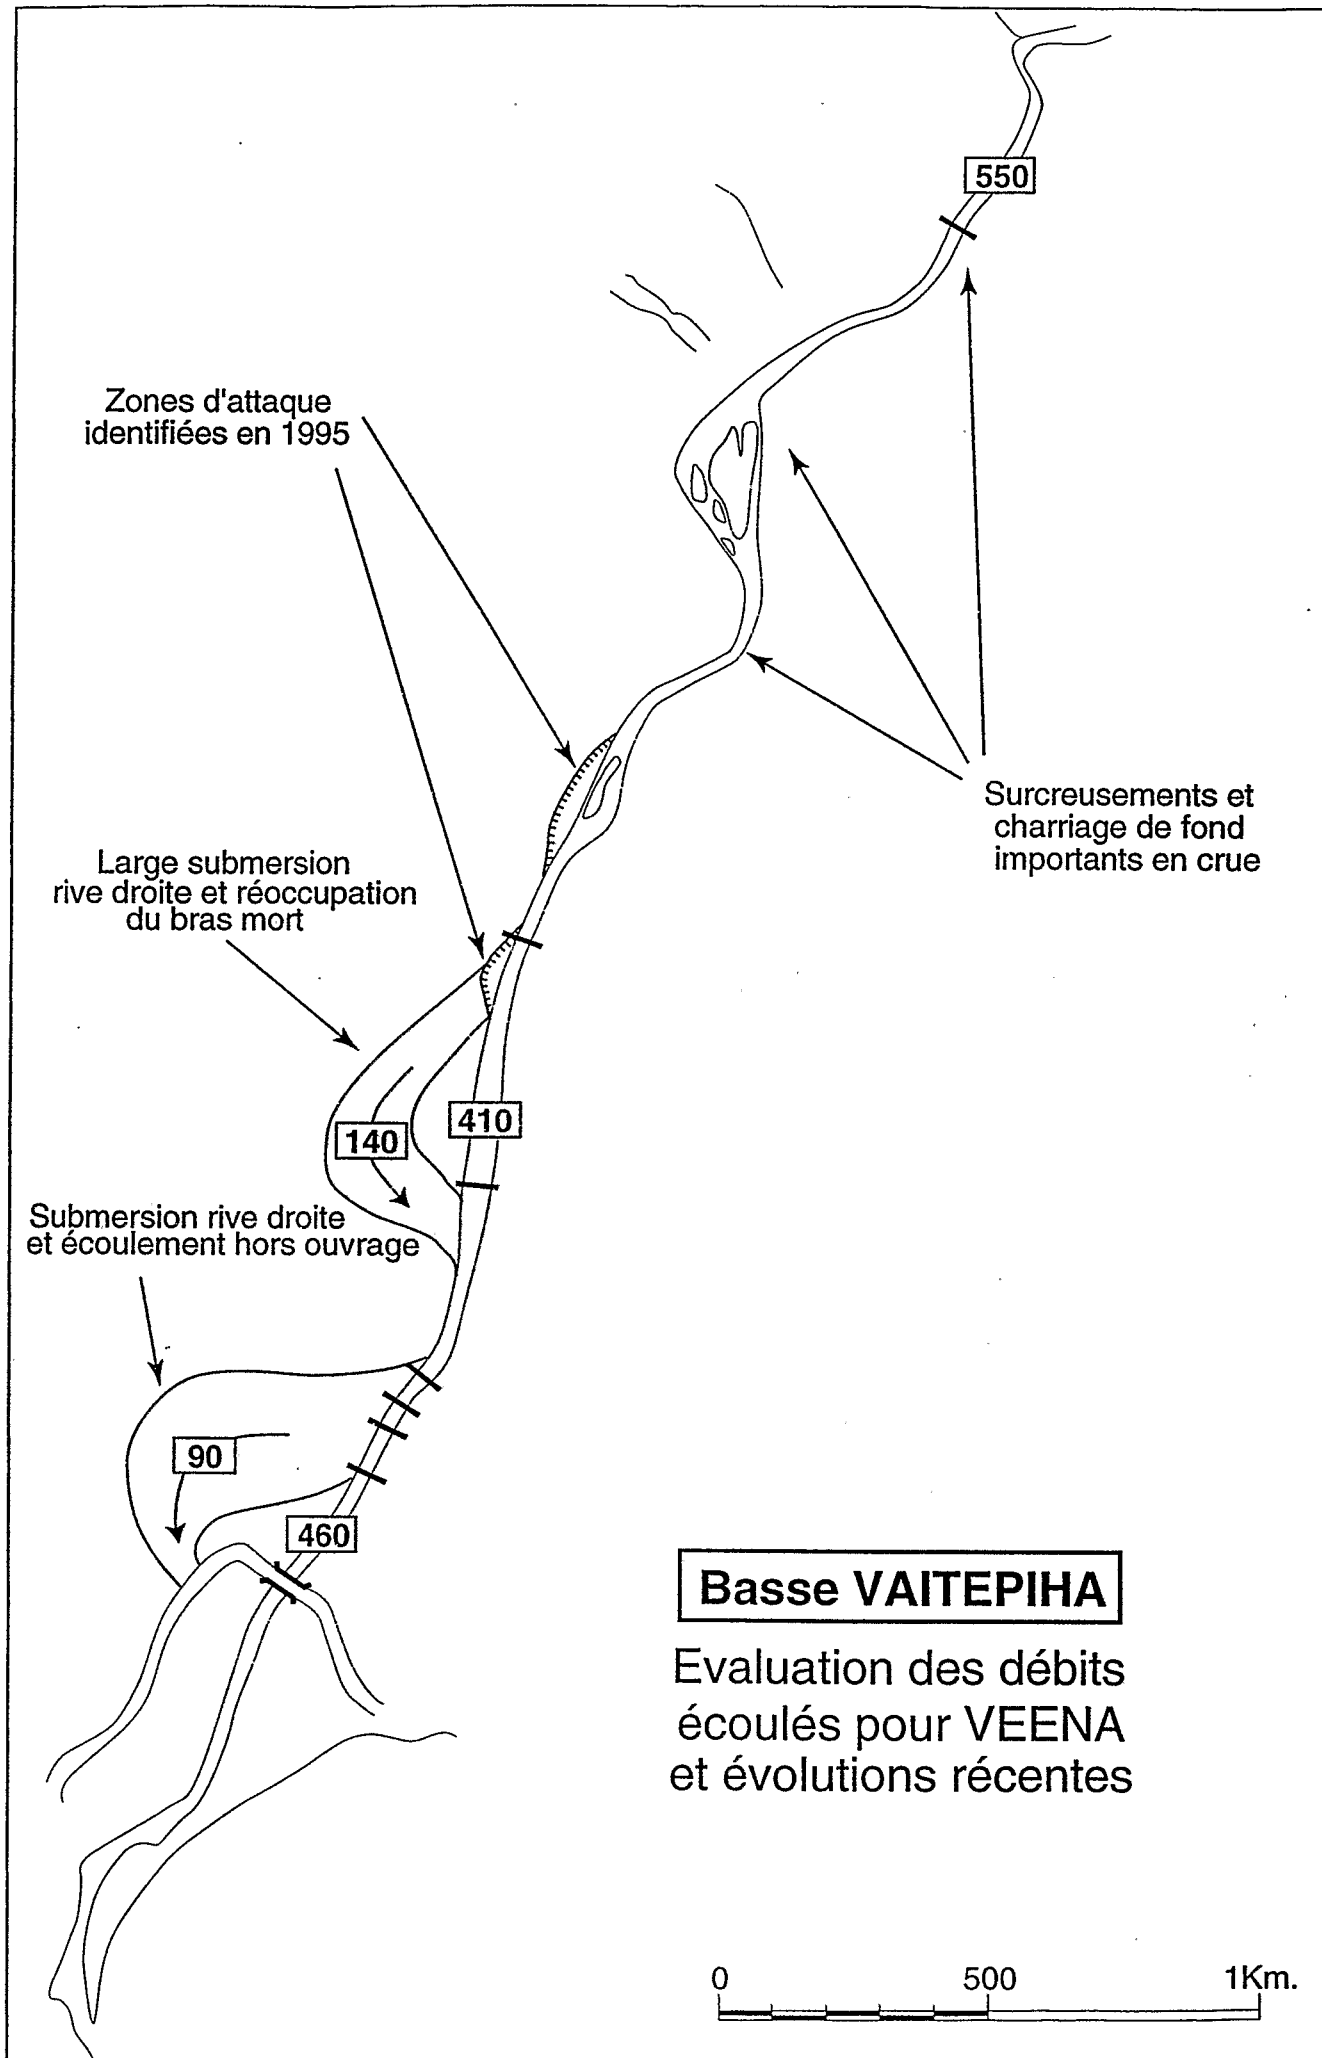 550
Zones d'attaque
identifiées en 1995
Surcreusements et
charriage de fond
importants en crue
Large submersion
rive droite et réoccupation
du bras mort
410
140
Submersion rive droite
et écoulement hors ouvrage
90
460
Basse VAITEPIHA
Evaluation des débits
écoulés pour VEENA
et évolutions récentes
0 500 1Km.